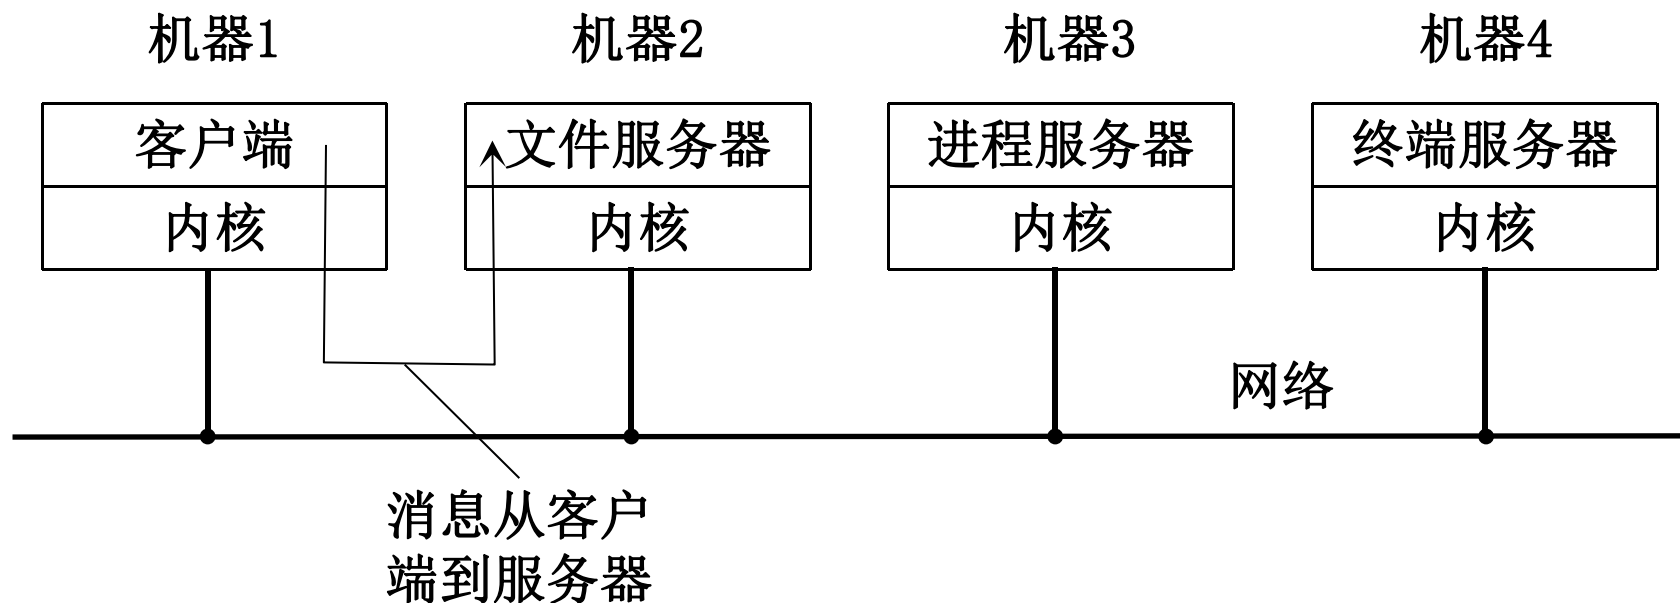 机器1 机器2 机器3 机器4
客户端 文件服务器 进程服务器 终端服务器
内核 内核 内核 内核
网络
消息从客户
端到服务器